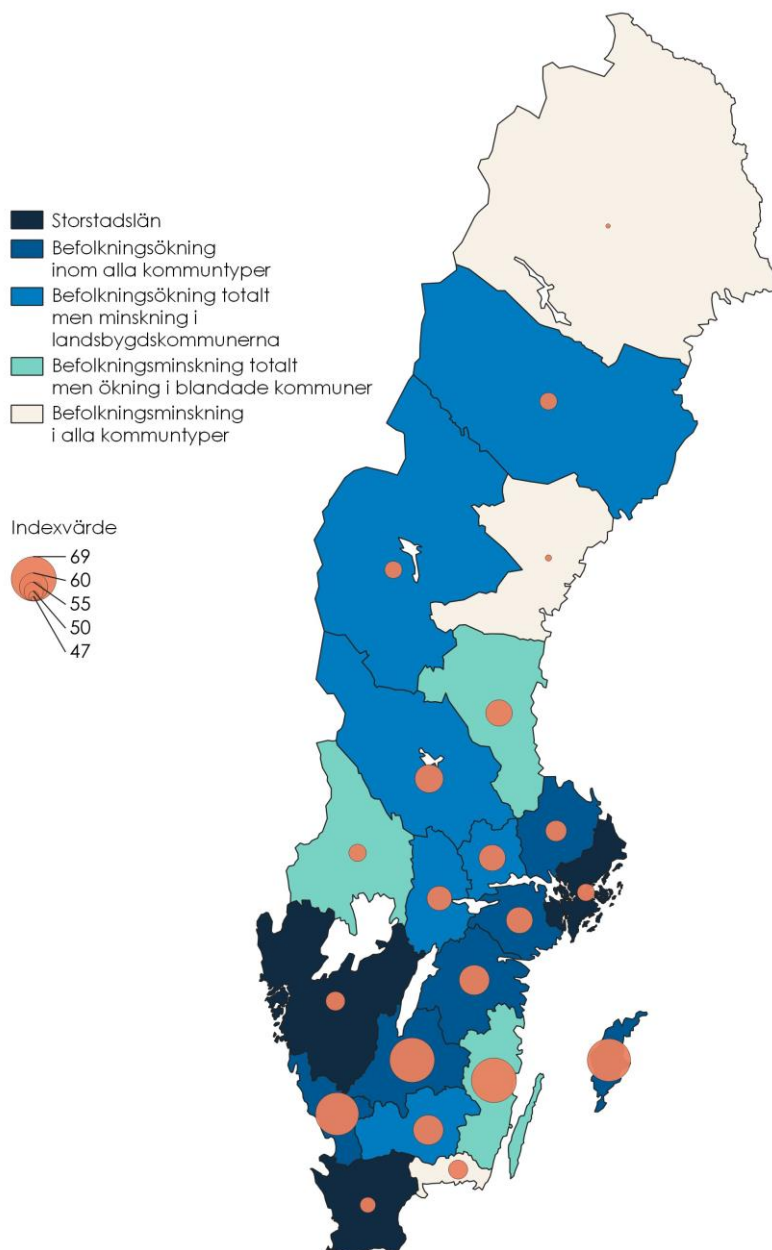 Storstadslän
Befolkningsökning
inom alla kommuntyper
Befolkningsökning totalt
men minskning i
landsbygdskommunerna
Befolkningsminskning totalt
men ökning i blandade kommuner
Befolkningsminskning
i alla kommuntyper
Indexvärde
69
60
55
50
47